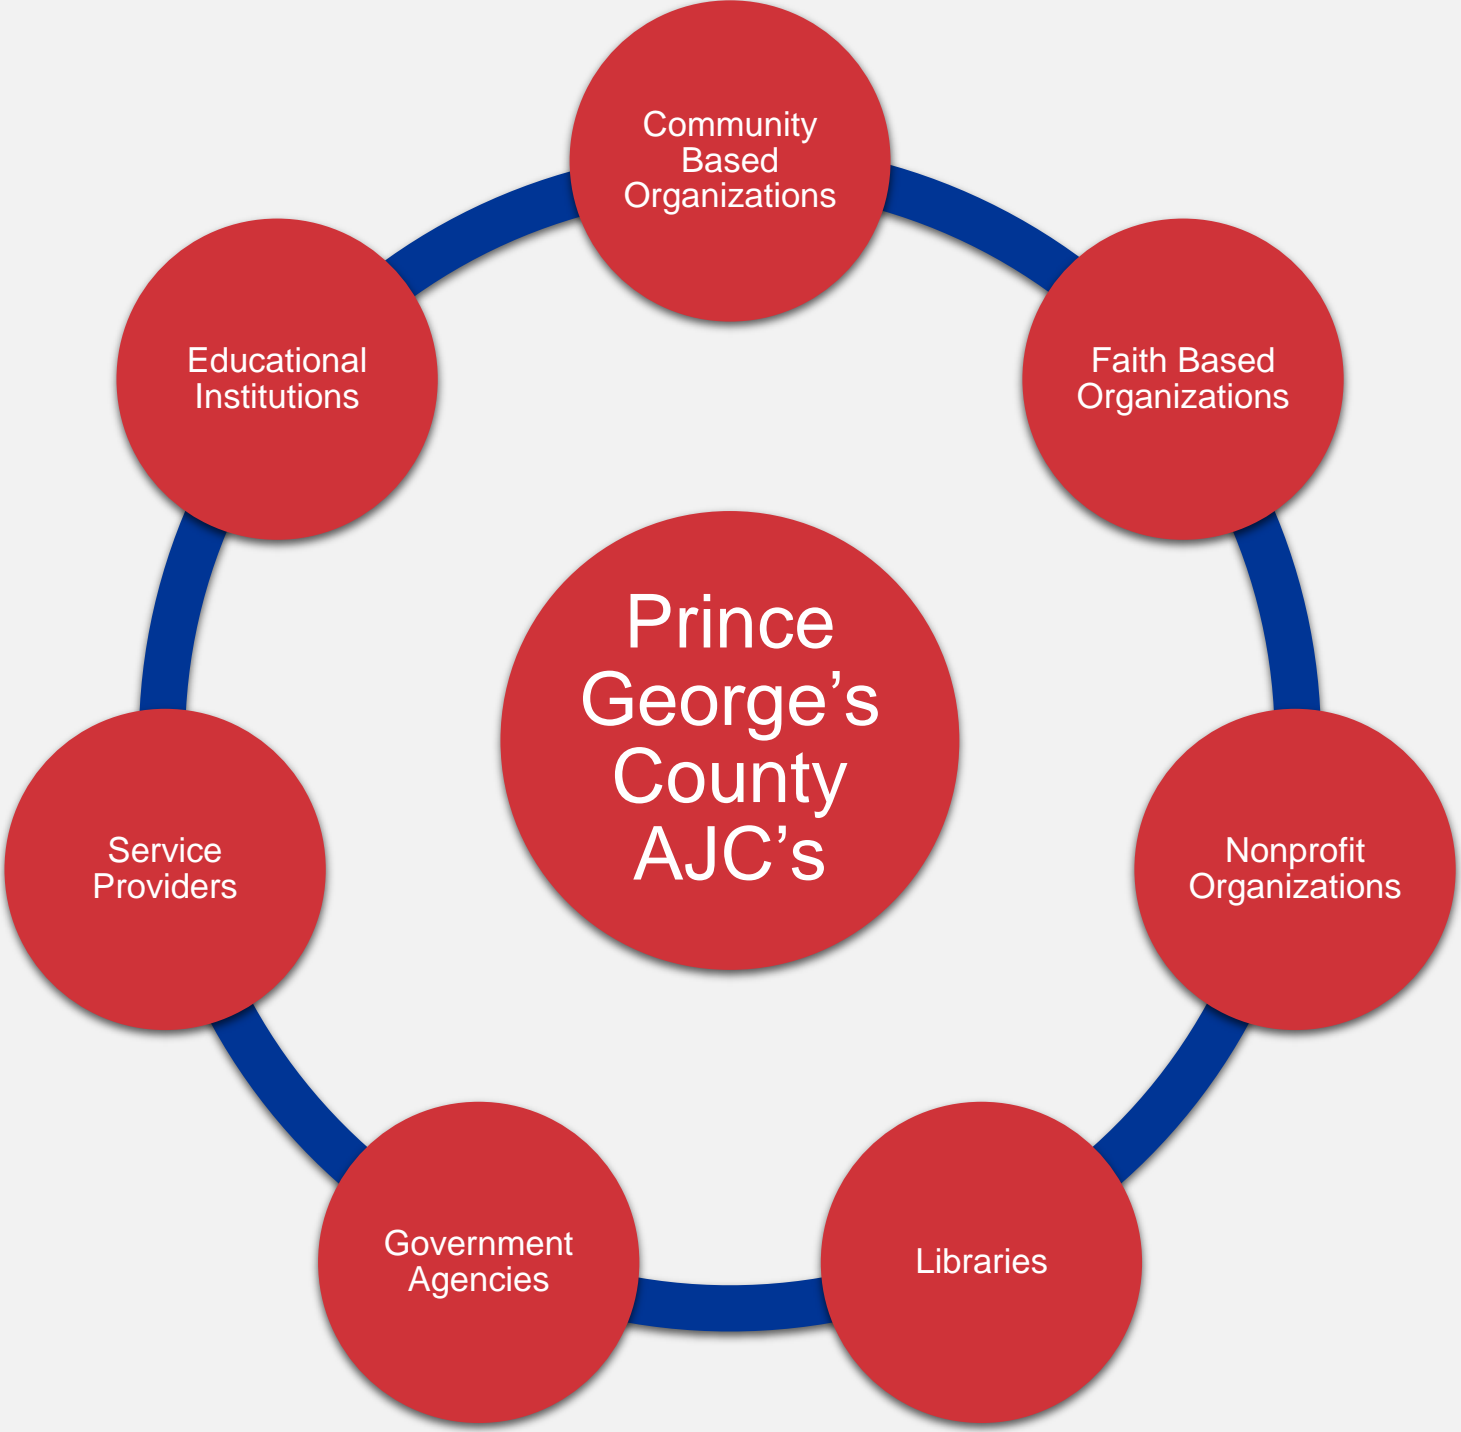 Community
Based
Organizations
Faith Based
Organizations
Nonprofit
Organizations
Libraries
Government
Agencies
Service
Providers
Educational
Institutions
Prince
George’s
County
AJC’s